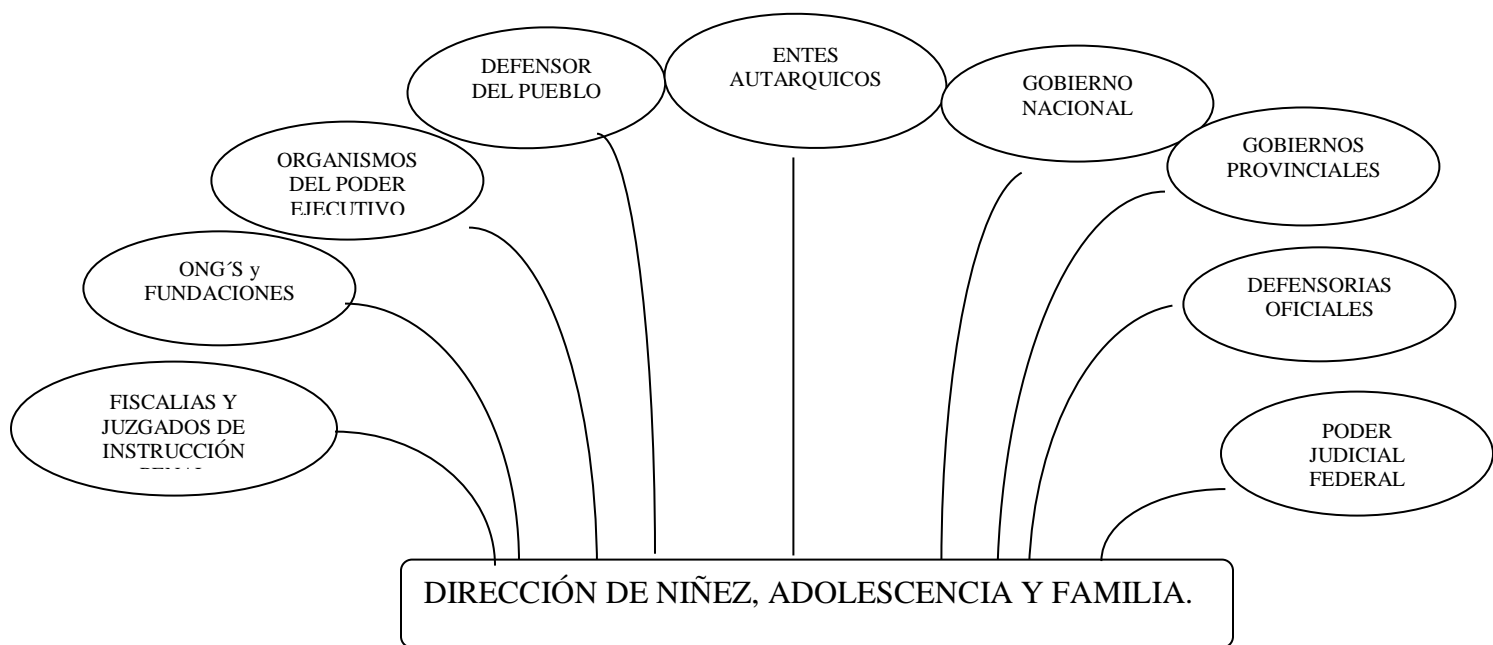 DEFENSOR
DEL PUEBLO
ENTES
AUTARQUICOS
GOBIERNO
NACIONAL
ORGANISMOS
DEL PODER
EJECUTIVO
GOBIERNOS
PROVINCIALES
ONG´S y
FUNDACIONES
DEFENSORIAS
OFICIALES
FISCALIAS Y
JUZGADOS DE
INSTRUCCIÓN
PODER
JUDICIAL
FEDERAL
DIRECCIÓN DE NIÑEZ, ADOLESCENCIA Y FAMILIA.